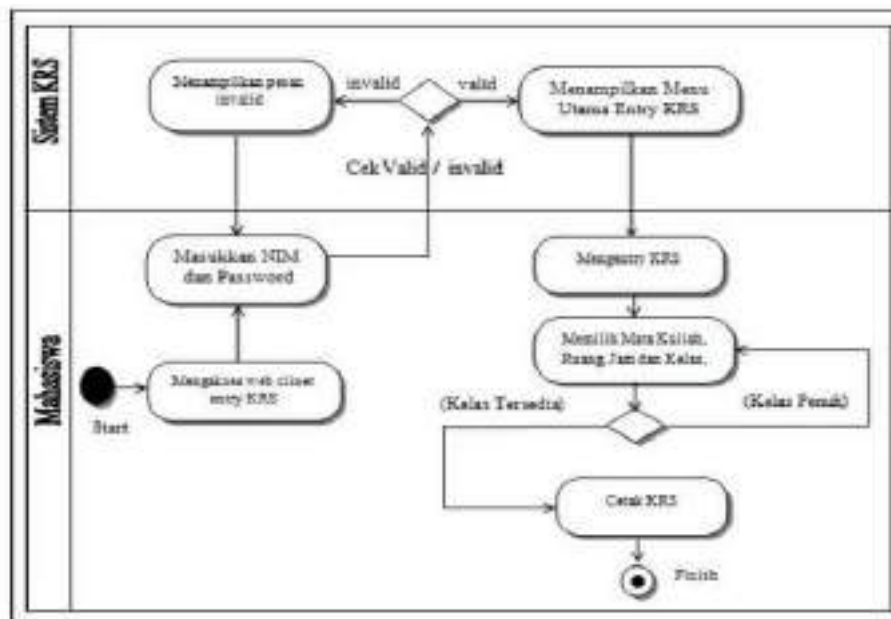 Sistem KRS
Menampilkan pesan
invalid
invalid
valid
Menampilkan Menu
Utama Entry KRS
Cek Valid / invalid
Mahasiswa
Masukkan NIM
dan Password
Mengentry KRS
Memilih Mata Kuliah,
Ruang Jam dan Kelas,
Mengakses web
entry KRS
Start
(Kelas Tersedia)
(Kelas Penuh)
Cetak KRS
Finish